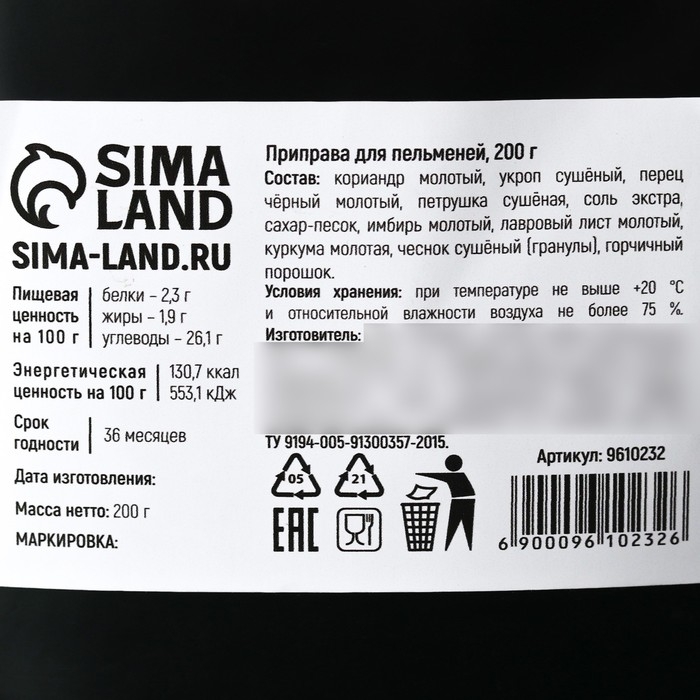 SIMA
LAND
SIMA-LAND.RU
Пищевая ценность на 100 г
белки – 2,3 г
жиры – 1,9 г
углеводы – 26,1 г
Энергетическая ценность на 100 г
130,7 ккал
553,1 кДж
Срок годности
36 месяцев
Дата изготовления:
Масса нетто: 200 г
МАРКИРОВКА:
Приправа для пельменей, 200 г
Состав: кориандр молотый, укроп сушёный, перец
чёрный молотый, петрушка сушёная, соль экстра,
сахар-песок, имбирь молотый, лавровый лист молотый,
куркума молотая, чеснок сушёный (гранулы), горчичный
порошок.
Условия хранения: при температуре не выше +20 °С
и относительной влажности воздуха не более 75 %.
Изготовитель:
ТУ 9194-005-91300357-2015.
05
21
EAC
Артикул: 9610232
6 900096 102326